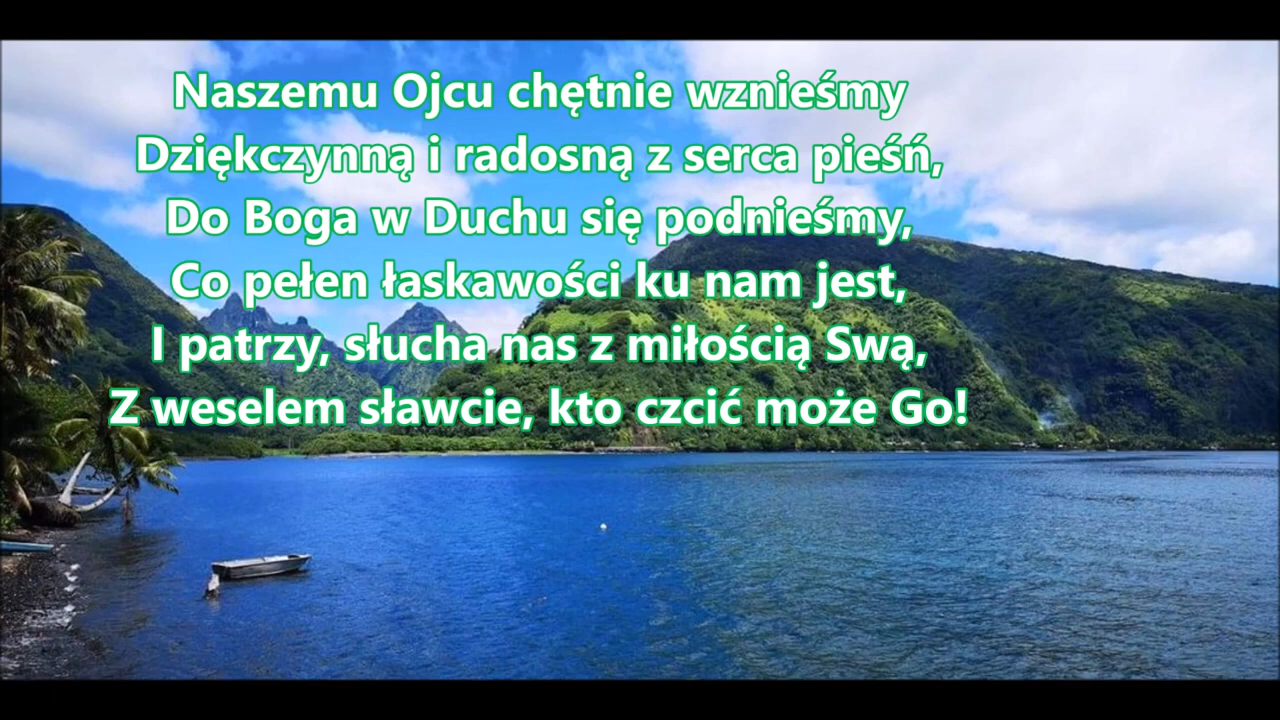 Naszemu Ojcu chętnie wznieśmy
Dziękczynną i radosną z serca pieśń,
Do Boga w Duchu się podnieśmy,
Co pełen łaskawości ku nam jest,
I patrzy, słucha nas z miłością Swą,
Z weselem sławcie, kto czcić może Go!